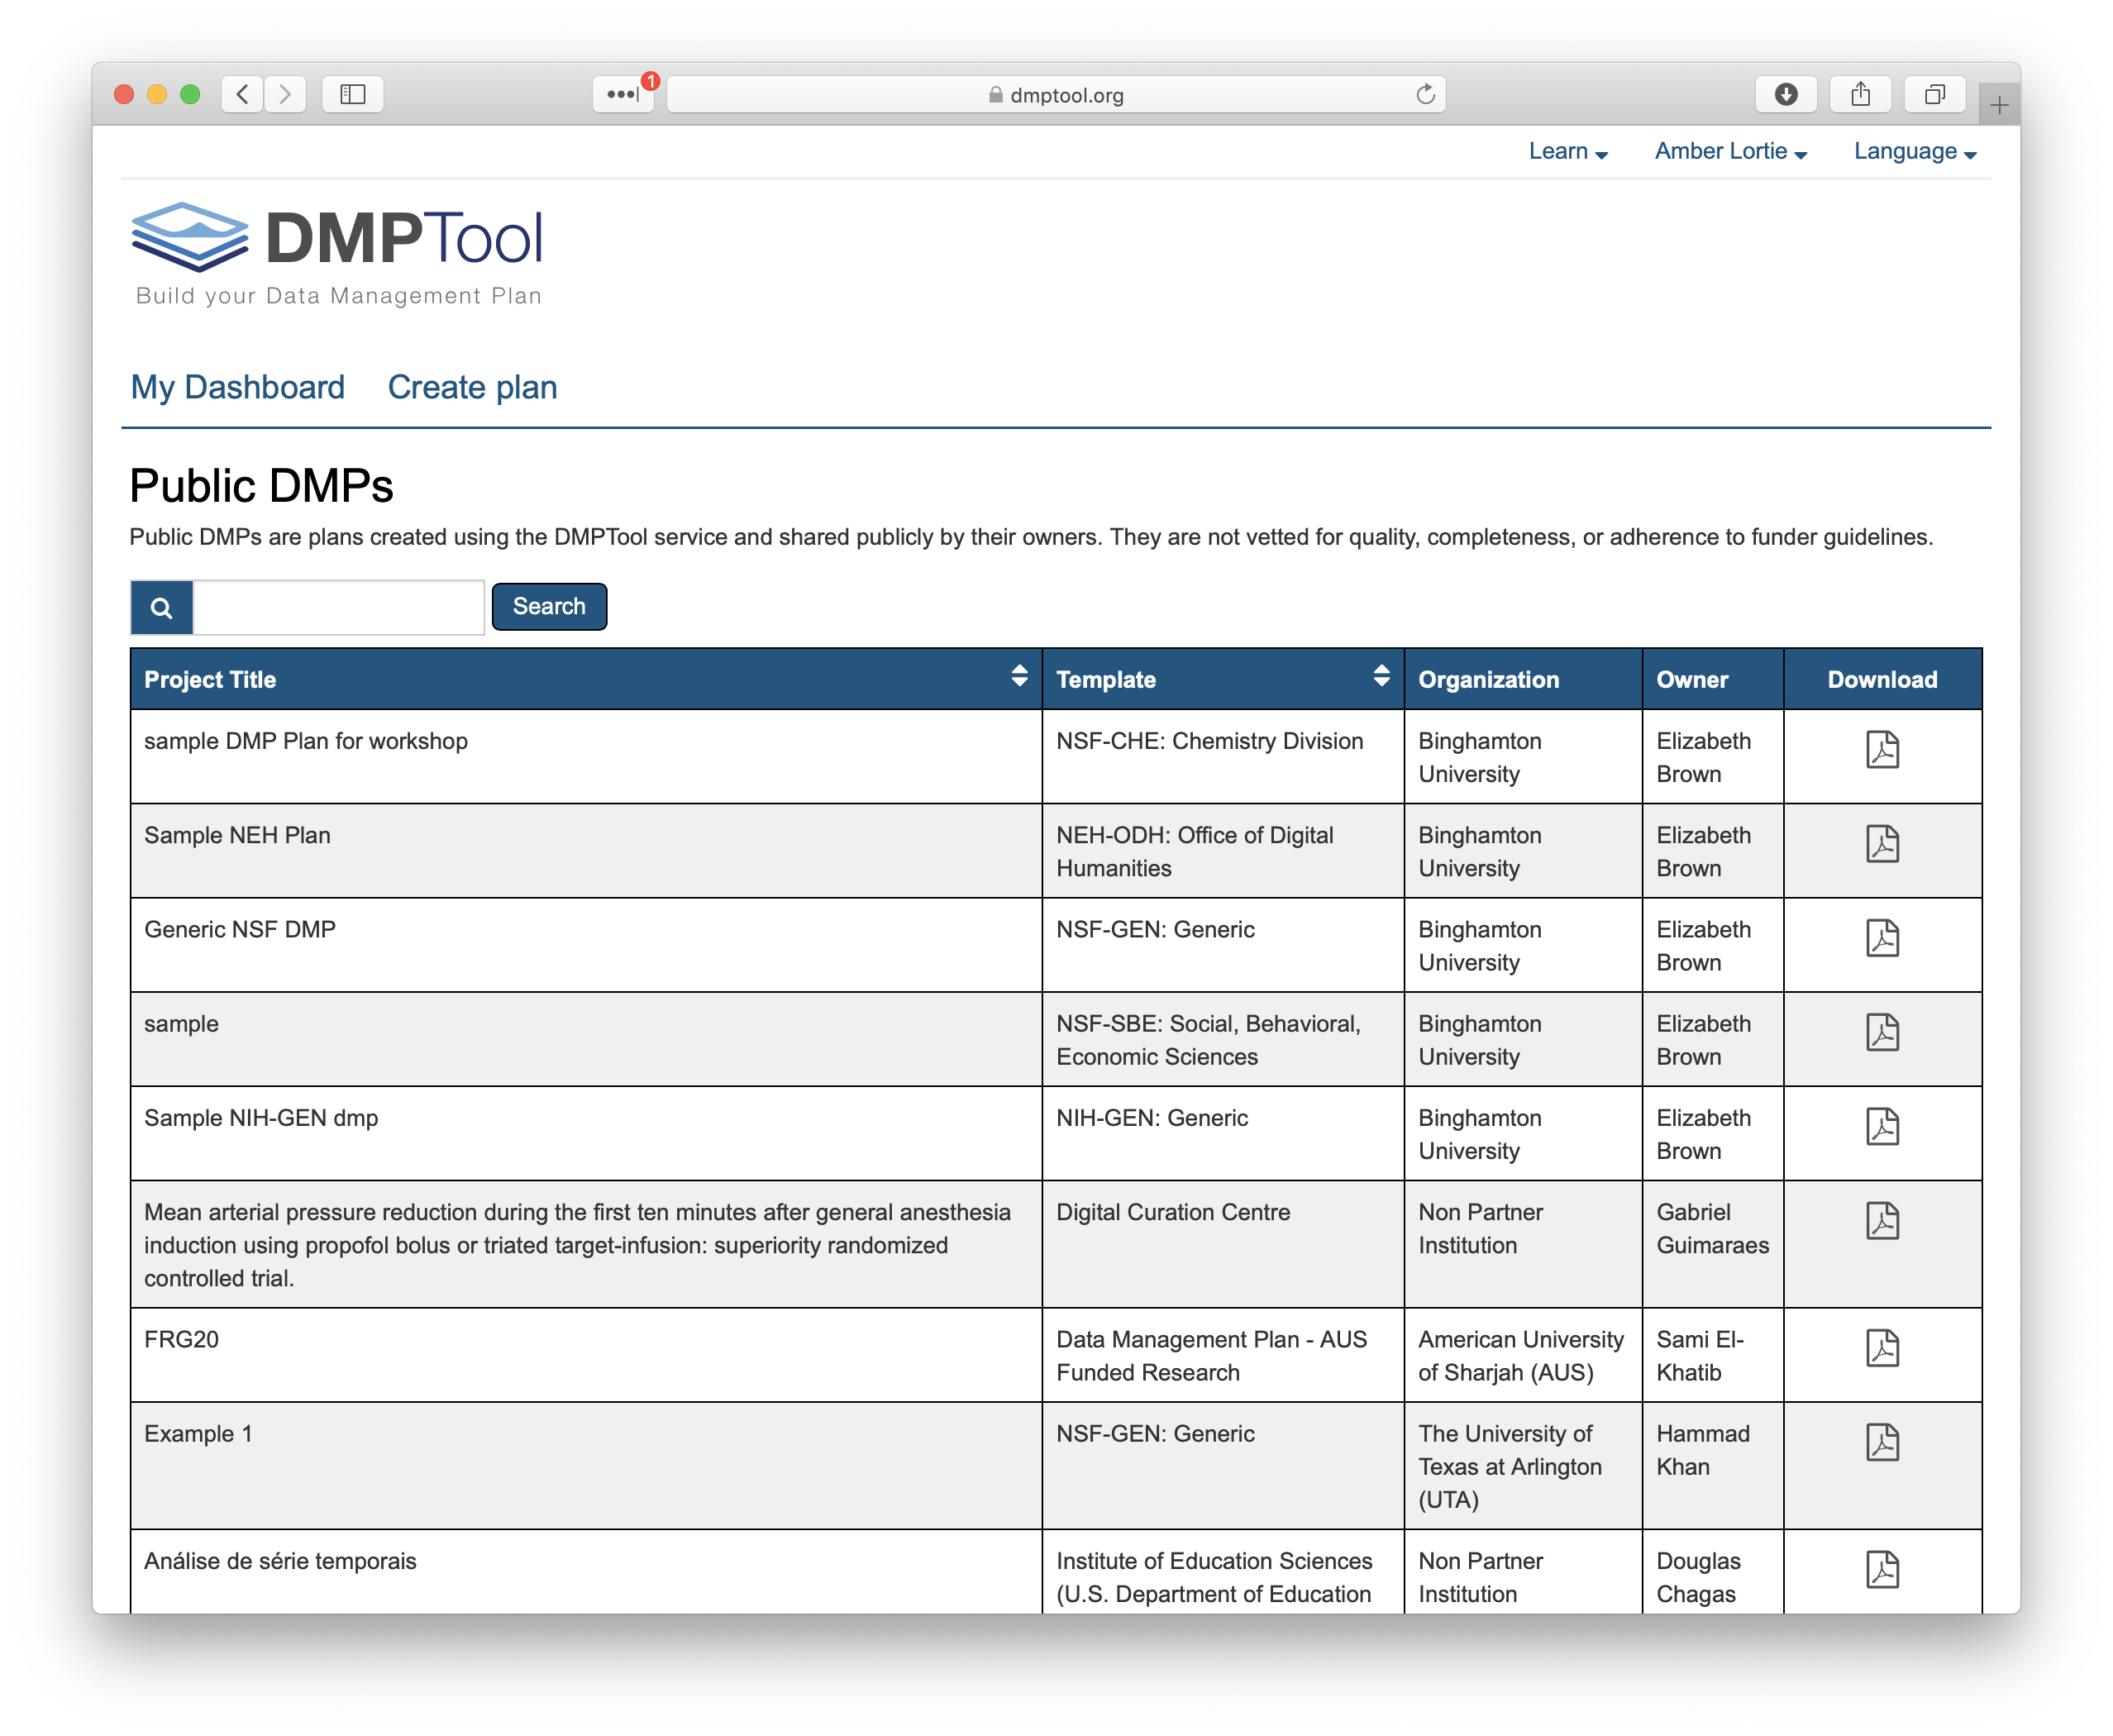 1
dmptool.org
Learn
Amber Lortie
Language
DMPTool
Build your Data Management Plan
My Dashboard
Create plan
Public DMPs
Public DMPs are plans created using the DMPTool service and shared publicly by their owners. They are not vetted for quality, completeness, or adherence to funder guidelines.
Search
Project Title
Template
Organization
Owner
Download
sample DMP Plan for workshop
NSF-CHE: Chemistry Division
Binghamton
University
Elizabeth
Brown
Sample NEH Plan
NEH-ODH: Office of Digital
Humanities
Binghamton
University
Elizabeth
Brown
Generic NSF DMP
NSF-GEN: Generic
Binghamton
University
Elizabeth
Brown
sample
NSF-SBE: Social, Behavioral,
Economic Sciences
Binghamton
University
Elizabeth
Brown
Sample NIH-GEN dmp
NIH-GEN: Generic
Binghamton
University
Elizabeth
Brown
Mean arterial pressure reduction during the first ten minutes after general anesthesia
induction using propofol bolus or triated target-infusion: superiority randomized
controlled trial.
Digital Curation Centre
Non Partner
Institution
Gabriel
Guimaraes
FRG20
Data Management Plan - AUS
Funded Research
American University
of Sharjah (AUS)
Sami El-
Khatib
Example 1
NSF-GEN: Generic
The University of
Texas at Arlington
(UTA)
Hammad
Khan
Análise de série temporais
Institute of Education Sciences
(U.S. Department of Education
Non Partner
Institution
Douglas
Chagas